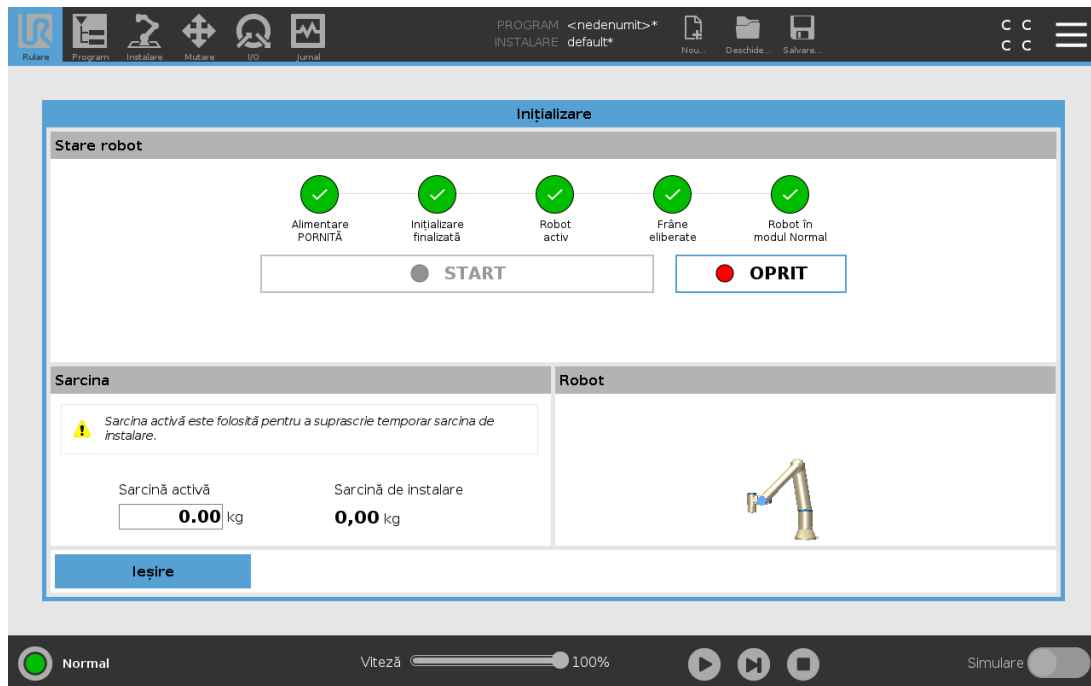 PROGRAM <nedenumit>*
INSTALARE default*
C C
C C
Rulare Program Instalare Mutare I/O Jurnal Nou... Deschide... Salvare...
Inițializare
Stare robot
Alimentare
PORNITĂ
Inițializare
finalizată
Robot
activ
Frâne
eliberate
Robot în
modul Normal
START
OPRIT
Sarcina
Sarcina activă este folosită pentru a suprascrie temporar sarcina de
instalare.
Sarcină activă
0.00 kg
Sarcină de instalare
0,00 kg
Robot
Ieșire
Normal Viteză 100% Simulare